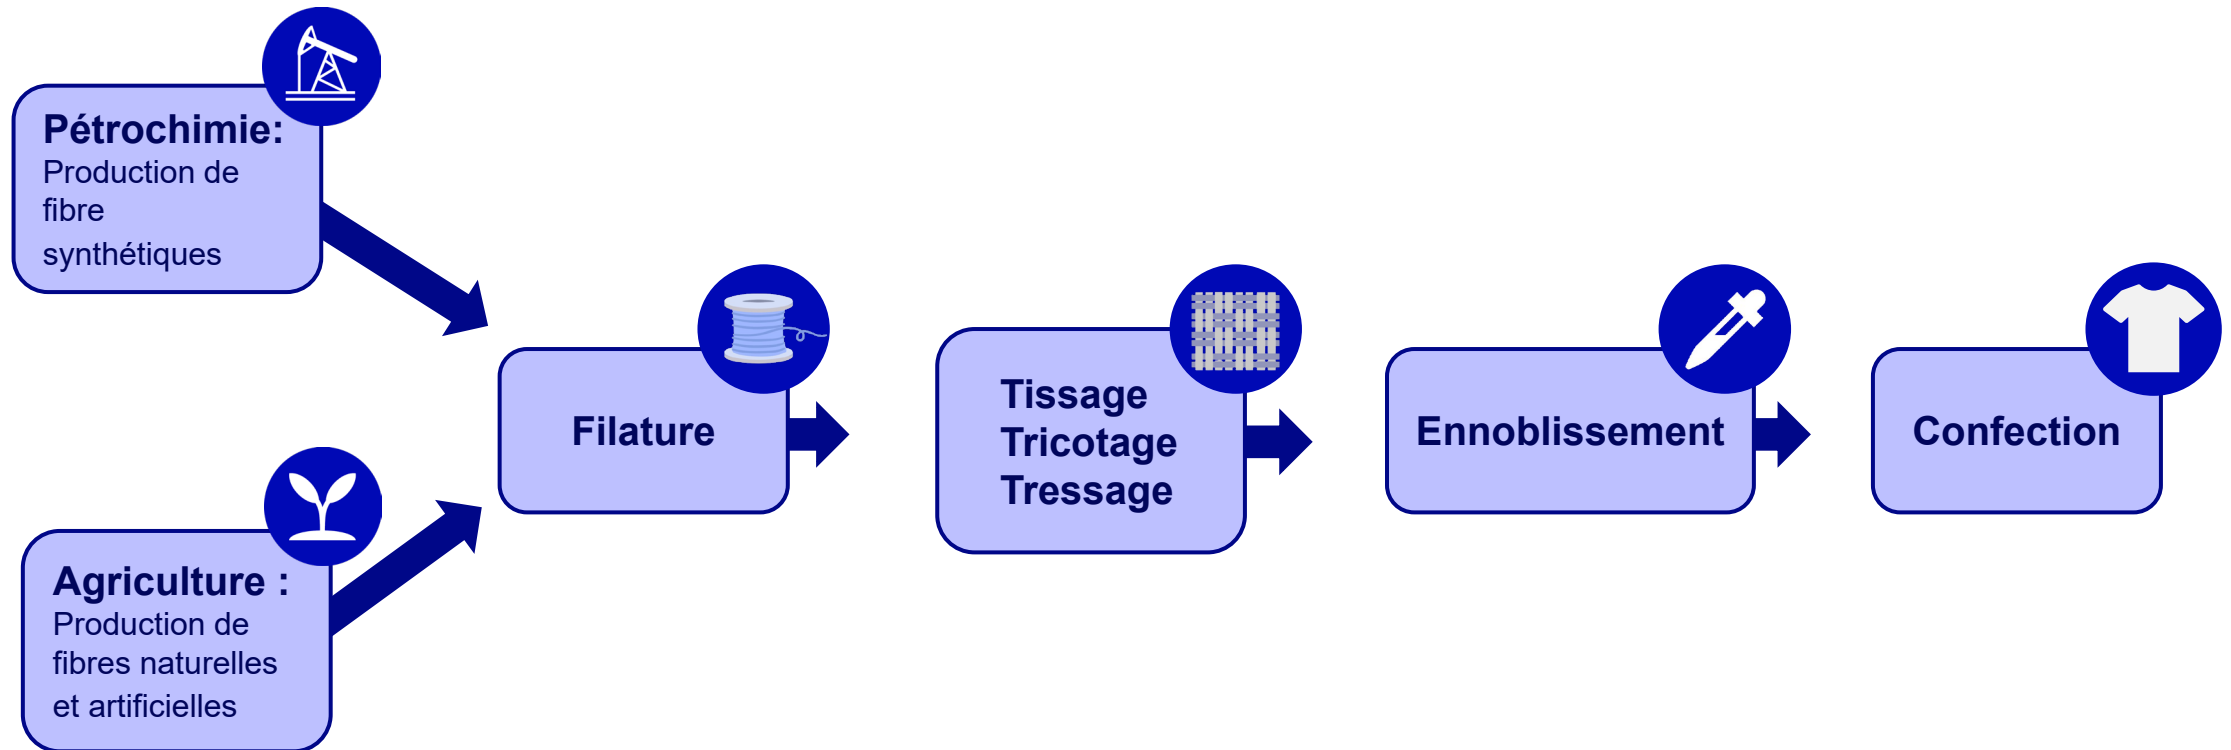 Pétrochimie:
Production de
fibre
synthétiques
Agriculture :
Production de
fibres naturelles
et artificielles
Filature
Tissage
Tricotage
Tressage
Ennoblissement
Confection